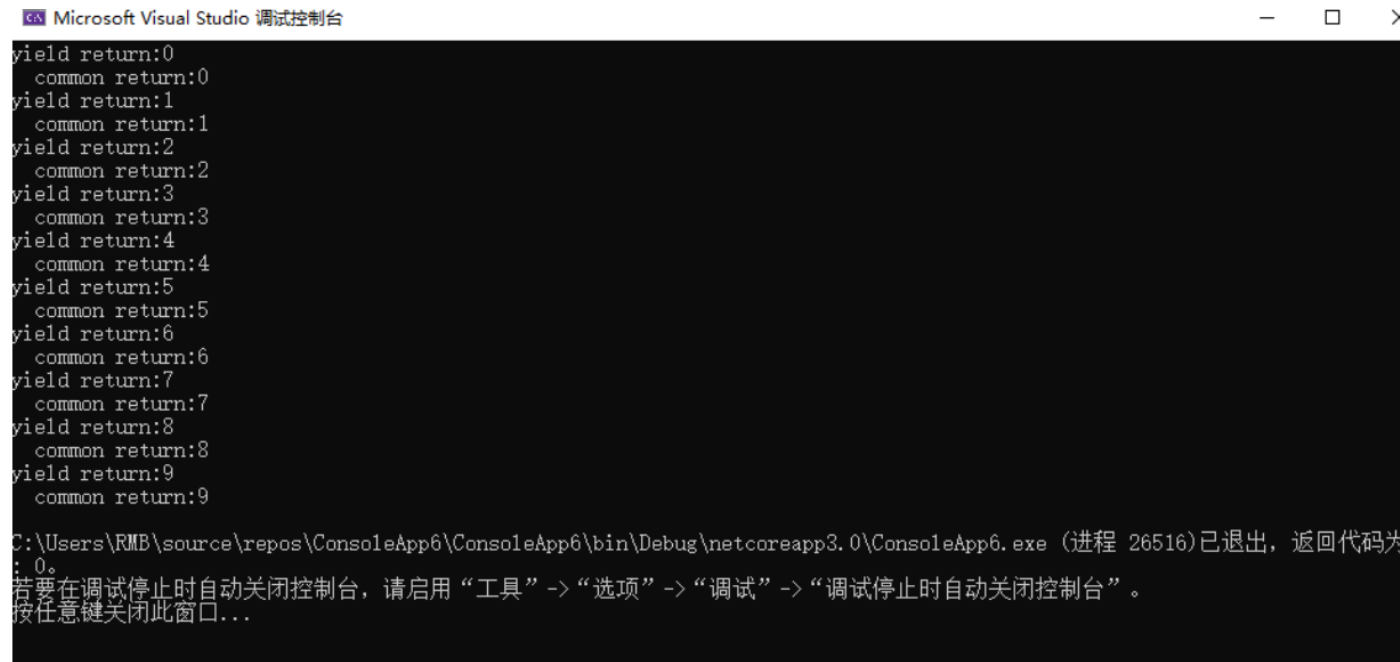 Microsoft Visual Studio 调试控制台
yield return:0
  common return:0
yield return:1
  common return:1
yield return:2
  common return:2
yield return:3
  common return:3
yield return:4
  common return:4
yield return:5
  common return:5
yield return:6
  common return:6
yield return:7
  common return:7
yield return:8
  common return:8
yield return:9
  common return:9
C:\Users\RMB\source\repos\ConsoleApp6\ConsoleApp6\bin\Debug\netcoreapp3.0\ConsoleApp6.exe (进程 26516)已退出，返回代码为
: 0。
若要在调试停止时自动关闭控制台，请启用“工具”->“选项”->“调试”->“调试停止时自动关闭控制台”。
按任意键关闭此窗口...